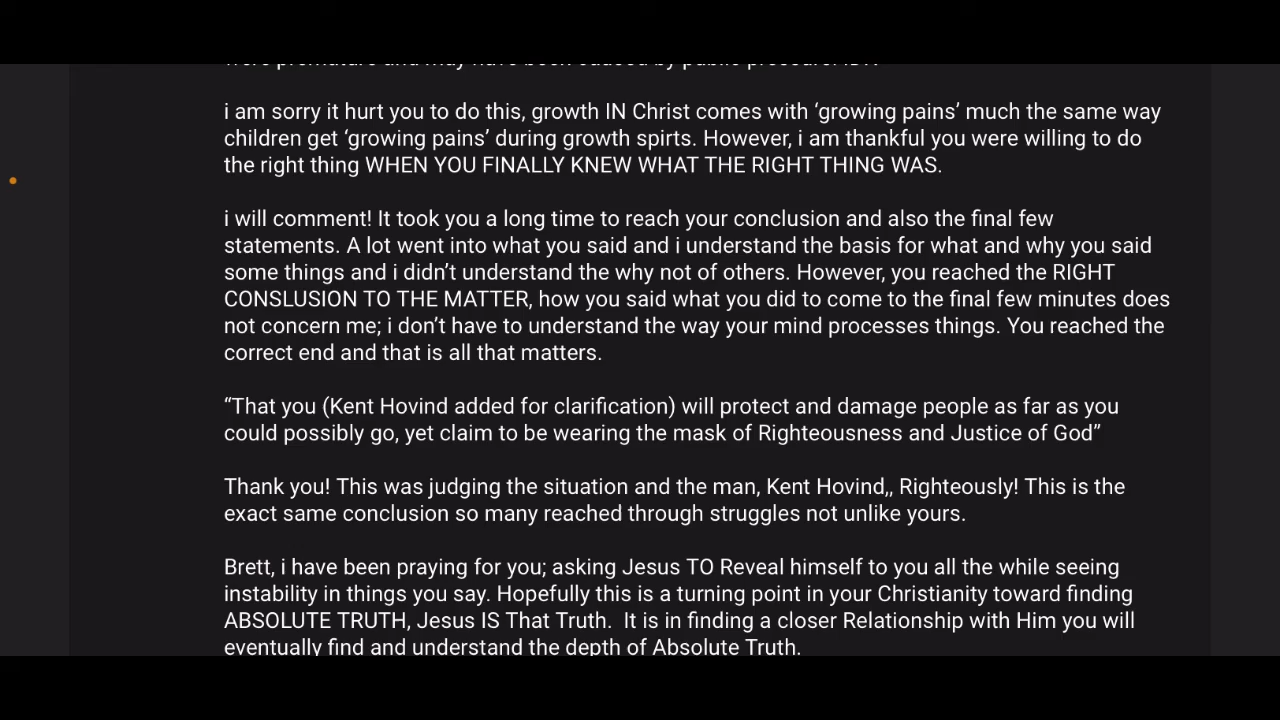 i am sorry it hurt you to do this, growth IN Christ comes with ‘growing pains’ much the same way
children get ‘growing pains’ during growth spirts. However, i am thankful you were willing to do
the right thing WHEN YOU FINALLY KNEW WHAT THE RIGHT THING WAS.
i will comment! It took you a long time to reach your conclusion and also the final few
statements. A lot went into what you said and i understand the basis for what and why you said
some things and i didn’t understand the why not of others. However, you reached the RIGHT
CONSLUSION TO THE MATTER, how you said what you did to come to the final few minutes does
not concern me; i don’t have to understand the way your mind processes things. You reached the
correct end and that is all that matters.
“That you (Kent Hovind added for clarification) will protect and damage people as far as you
could possibly go, yet claim to be wearing the mask of Righteousness and Justice of God”
Thank you! This was judging the situation and the man, Kent Hovind,, Righteously! This is the
exact same conclusion so many reached through struggles not unlike yours.
Brett, i have been praying for you; asking Jesus TO Reveal himself to you all the while seeing
instability in things you say. Hopefully this is a turning point in your Christianity toward finding
ABSOLUTE TRUTH, Jesus IS That Truth. It is in finding a closer Relationship with Him you will
eventually find and understand the depth of Absolute Truth.